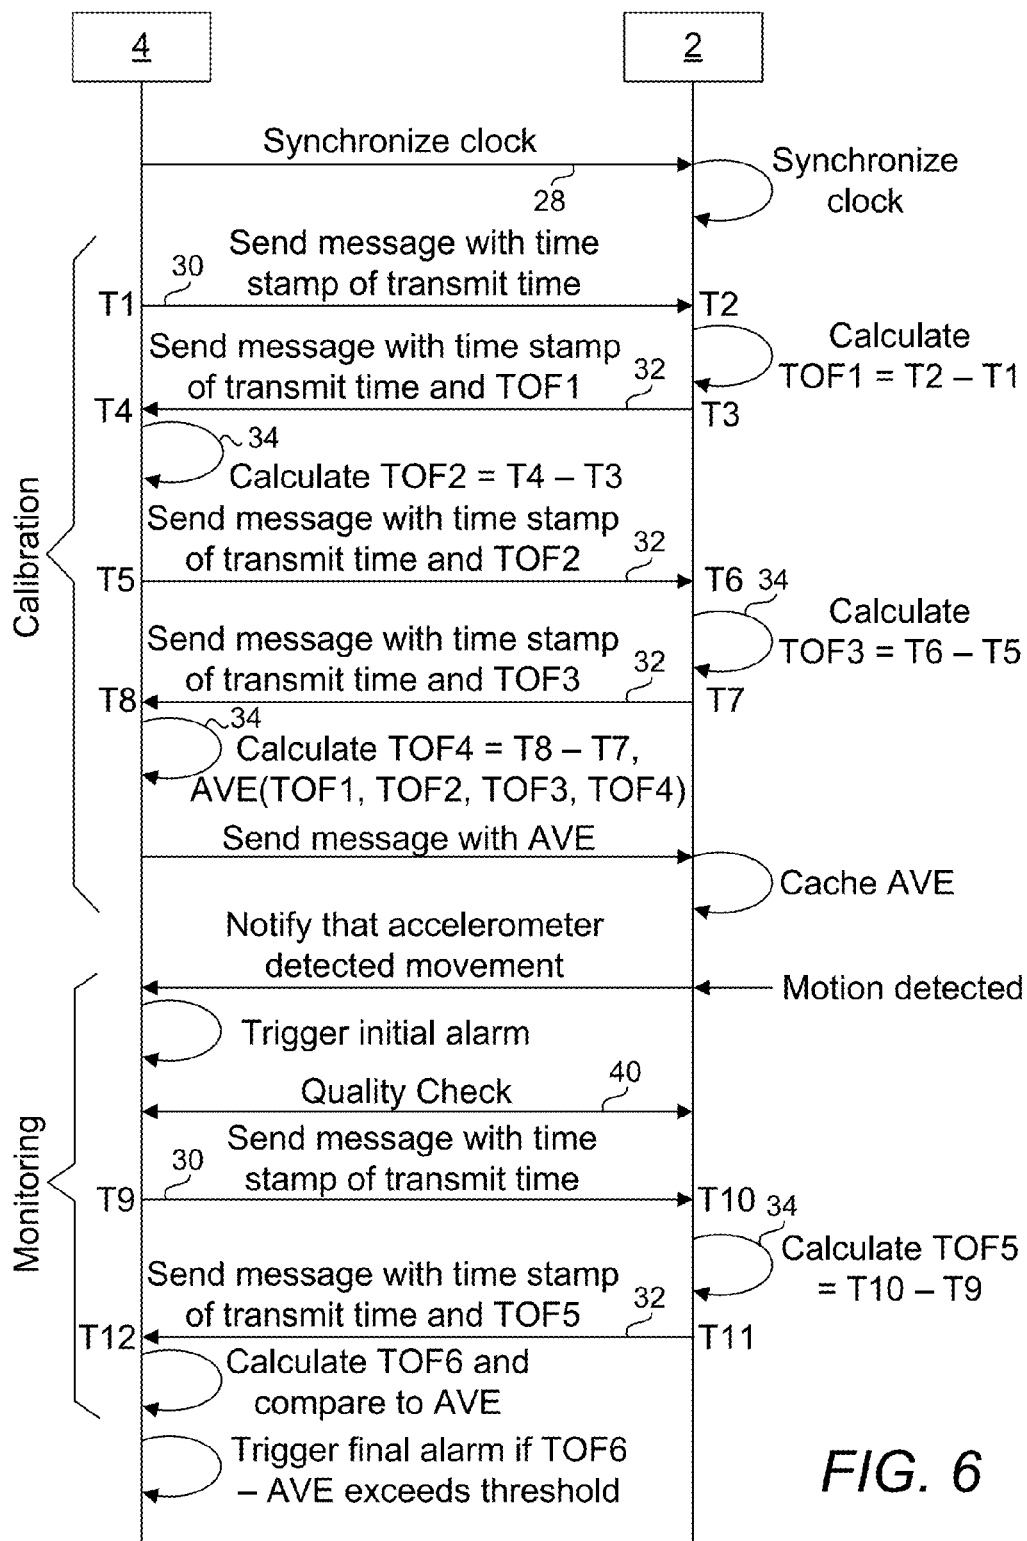 4
2
Synchronize clock
28
Synchronize
clock
Calibration
Send message with time
stamp of transmit time
30
T1
T2
Calculate
TOF1 = T2 – T1
Send message with time stamp
of transmit time and TOF1
32
T4
T3
34
Calculate TOF2 = T4 – T3
Send message with time stamp
of transmit time and TOF2
32
T5
T6
34
Calculate
TOF3 = T6 – T5
Send message with time stamp
of transmit time and TOF3
32
T8
T7
34
Calculate TOF4 = T8 – T7,
AVE(TOF1, TOF2, TOF3, TOF4)
Send message with AVE
Cache AVE
Notify that accelerometer
detected movement
Motion detected
Monitoring
Trigger initial alarm
Quality Check
40
Send message with time
stamp of transmit time
30
T9
T10
34
Calculate TOF5
= T10 – T9
Send message with time stamp
of transmit time and TOF5
32
T12
T11
Calculate TOF6 and
compare to AVE
Trigger final alarm if TOF6
– AVE exceeds threshold
FIG. 6